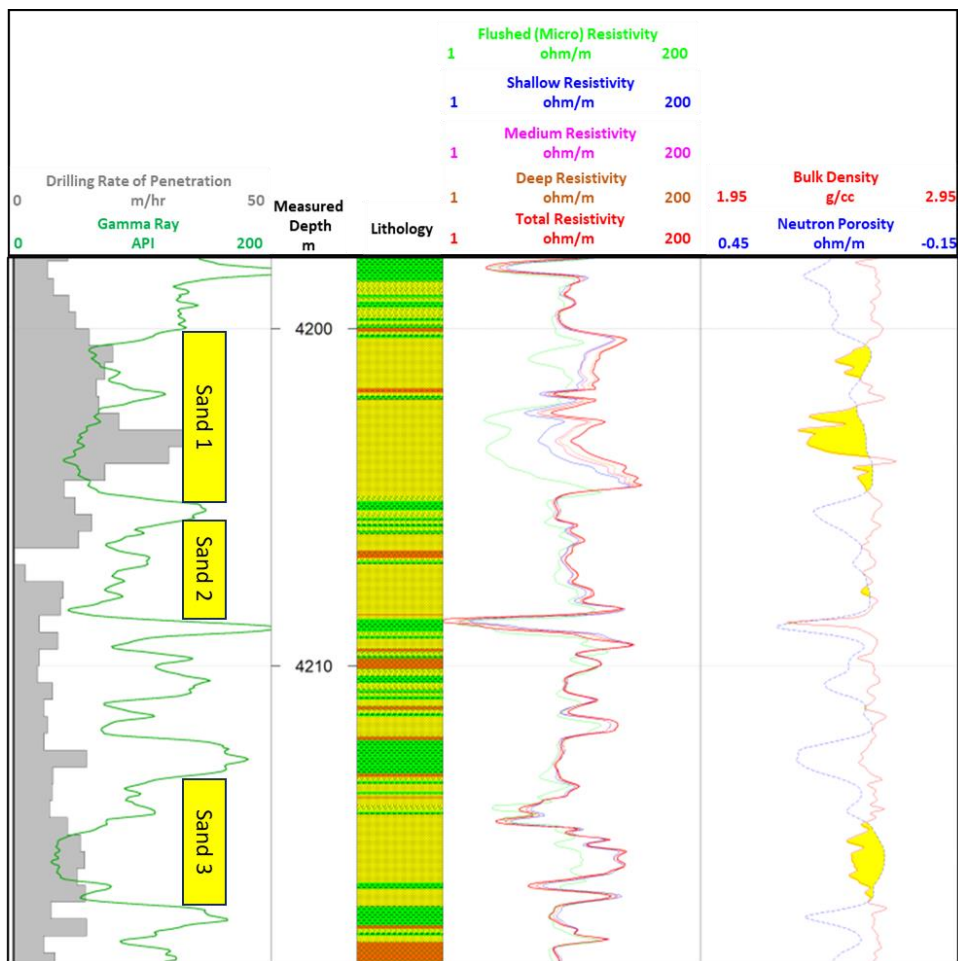 Flushed (Micro) Resistivity
1 ohm/m 200
Shallow Resistivity
1 ohm/m 200
Medium Resistivity
1 ohm/m 200
Drilling Rate of Penetration
0 m/hr 50
Gamma Ray
0 API 200
Measured
Depth
m
Lithology
Deep Resistivity
1 ohm/m 200
Total Resistivity
1 ohm/m 200
Bulk Density
1.95 g/cc 2.95
Neutron Porosity
0.45 ohm/m -0.15
4200
Sand 1
Sand 2
4210
Sand 3